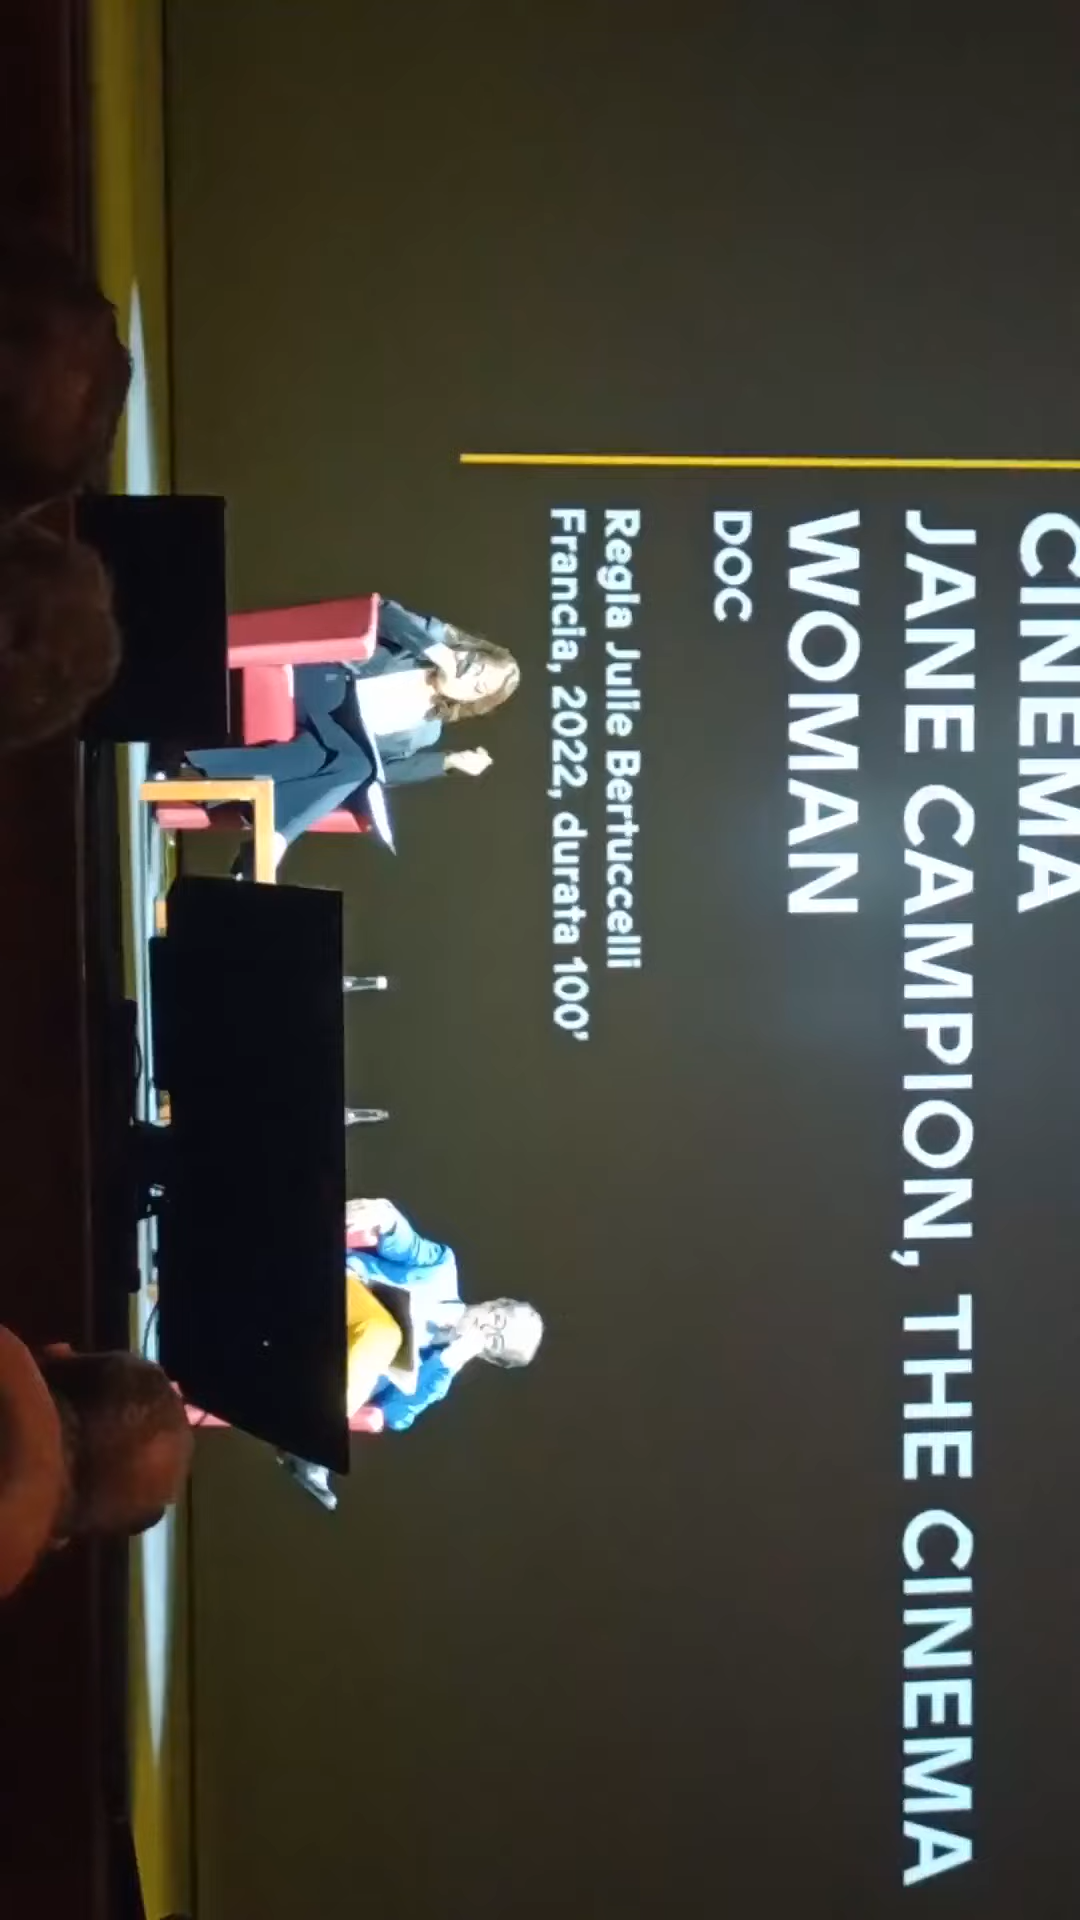 CINEMA
JANE CAMPION, THE CINEMA
WOMAN
DOC
Regia Julie Bertuccelli
Francia, 2022, durata 100'